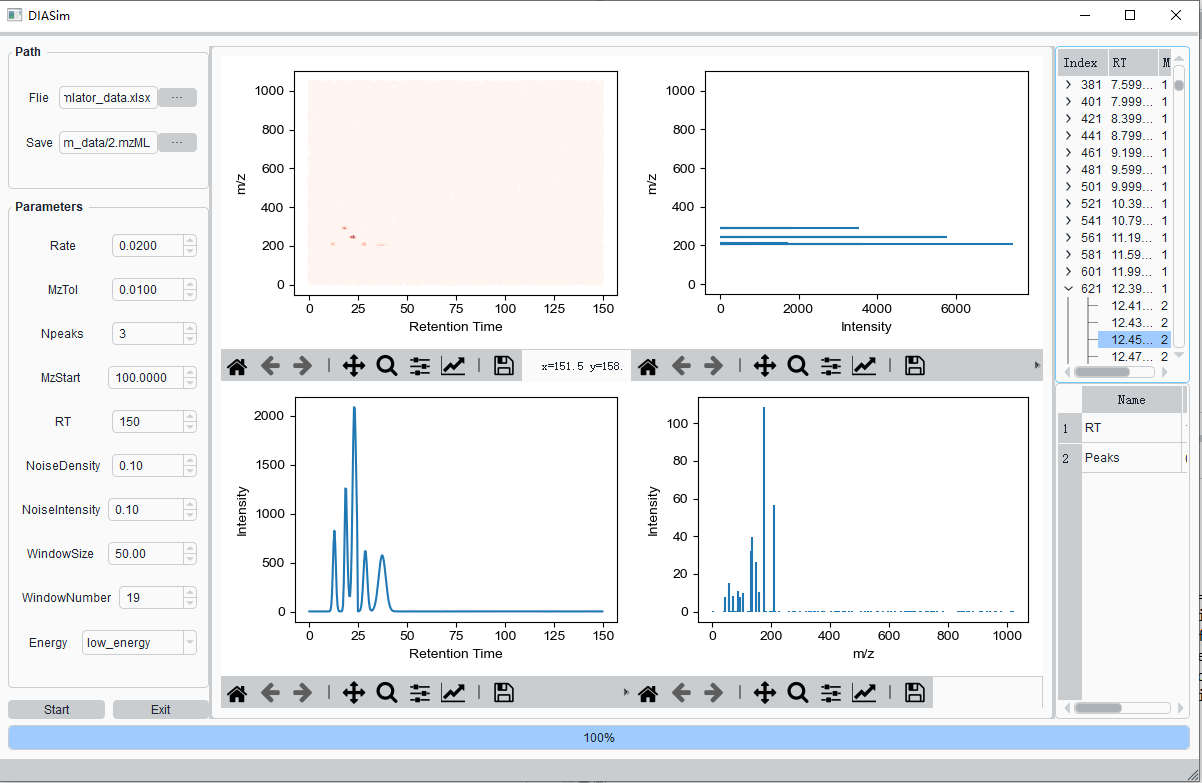 DIASim
Path
Flie
mlator_data.xlsx
...
Save
m_data/2.mzML
...
Parameters
Rate
0.0200
MzTol
0.0100
Npeaks
3
MzStart
100.0000
RT
150
NoiseDensity
0.10
NoiseIntensity
0.10
WindowSize
50.00
WindowNumber
19
Energy
low_energy
Start
Exit
m/z
1000
800
600
400
200
0
0 25 50 75 100 125 150
Retention Time
m/z
1000
800
600
400
200
0
0 2000 4000 6000
Intensity
x=151.5 y=158.
Intensity
2000
1500
1000
500
0
0 25 50 75 100 125 150
Retention Time
Intensity
100
80
60
40
20
0
0 200 400 600 800 1000
m/z
Index RT M
381 7.599... 1
401 7.999... 1
421 8.399... 1
441 8.799... 1
461 9.199... 1
481 9.599... 1
501 9.999... 1
521 10.39... 1
541 10.79... 1
561 11.19... 1
581 11.59... 1
601 11.99... 1
621 12.39... 1
12.41... 2
12.43... 2
12.45... 2
12.47... 2
Name
1 RT
2 Peaks
100%